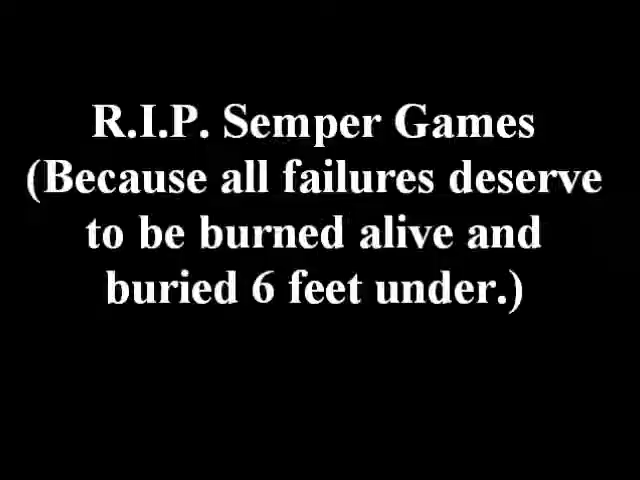 R.I.P. Semper Games
(Because all failures deserve
to be burned alive and
buried 6 feet under.)